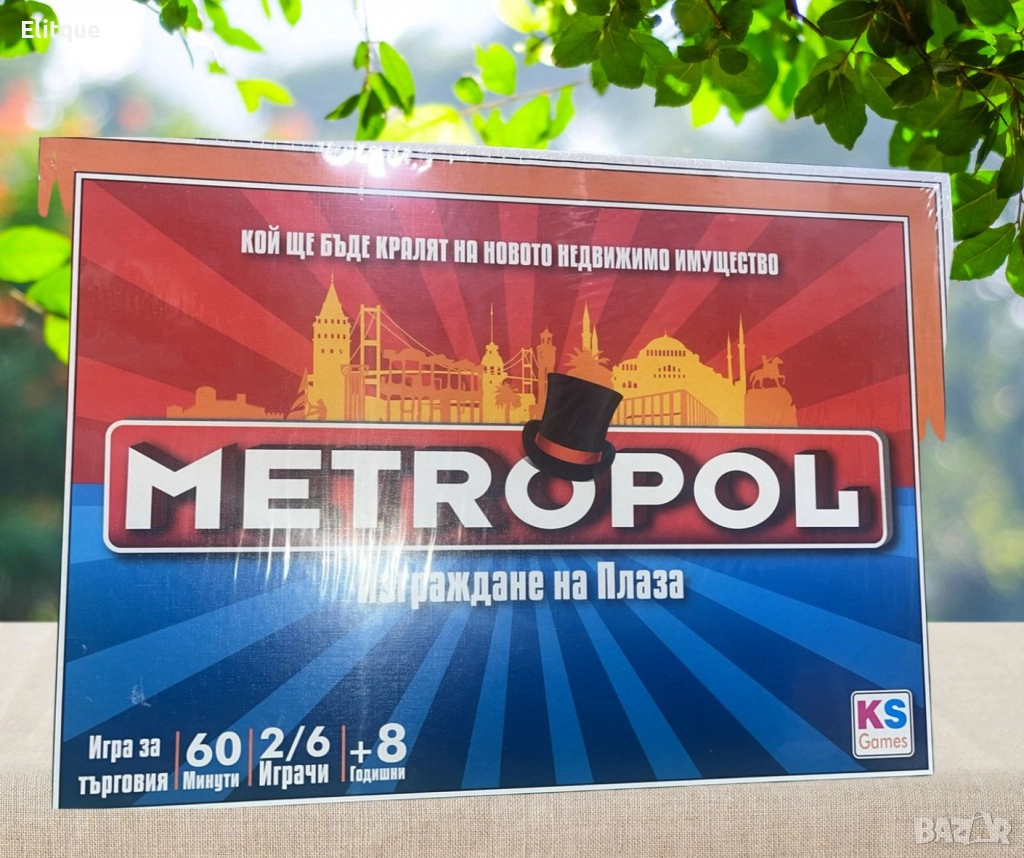 Elitque
КОЙ ЩЕ БЪДЕ КРАЛЯТ НА НОВОТО НЕДВИЖИМО ИМУЩЕСТВО
METROPOL
Изграждане на Плаза
Игра за
търговия
60
Минути
2/6
Играчи
+8
Годишни
KS
Games
BAZAR